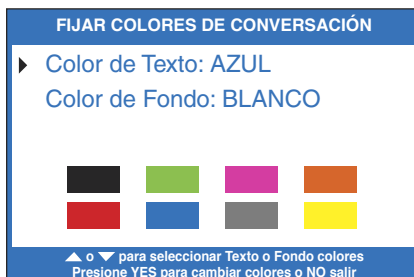 FIJAR COLORES DE CONVERSACIÓN
Color de Texto: AZUL
Color de Fondo: BLANCO
▲ o ▼ para seleccionar Texto o Fondo colores
Presione YES para cambiar colores o NO salir